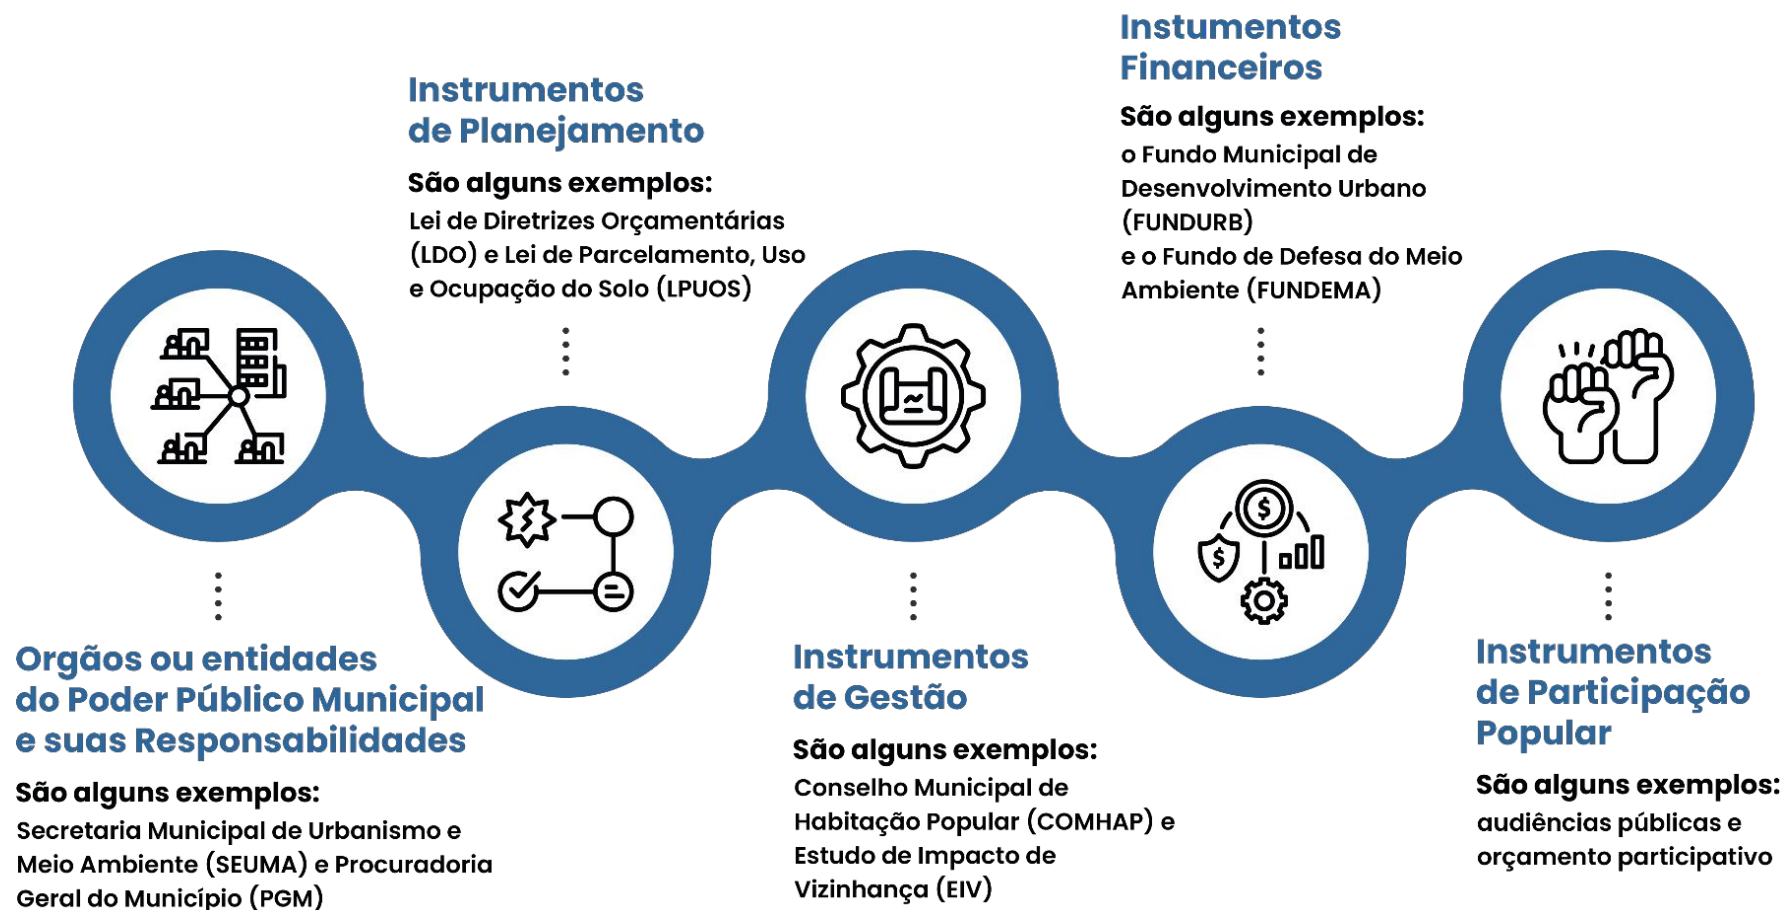 Orgãos ou entidades
do Poder Público Municipal
e suas Responsabilidades
São alguns exemplos:
Secretaria Municipal de Urbanismo e
Meio Ambiente (SEUMA) e Procuradoria
Geral do Município (PGM)
Instrumentos
de Planejamento
São alguns exemplos:
Lei de Diretrizes Orçamentárias
(LDO) e Lei de Parcelamento, Uso
e Ocupação do Solo (LPUOS)
Instrumentos
de Gestão
São alguns exemplos:
Conselho Municipal de
Habitação Popular (COMHAP) e
Estudo de Impacto de
Vizinhança (EIV)
Instumentos
Financeiros
São alguns exemplos:
o Fundo Municipal de
Desenvolvimento Urbano
(FUNDURB)
e o Fundo de Defesa do Meio
Ambiente (FUNDEMA)
$
$
Instrumentos
de Participação
Popular
São alguns exemplos:
audiências públicas e
orçamento participativo